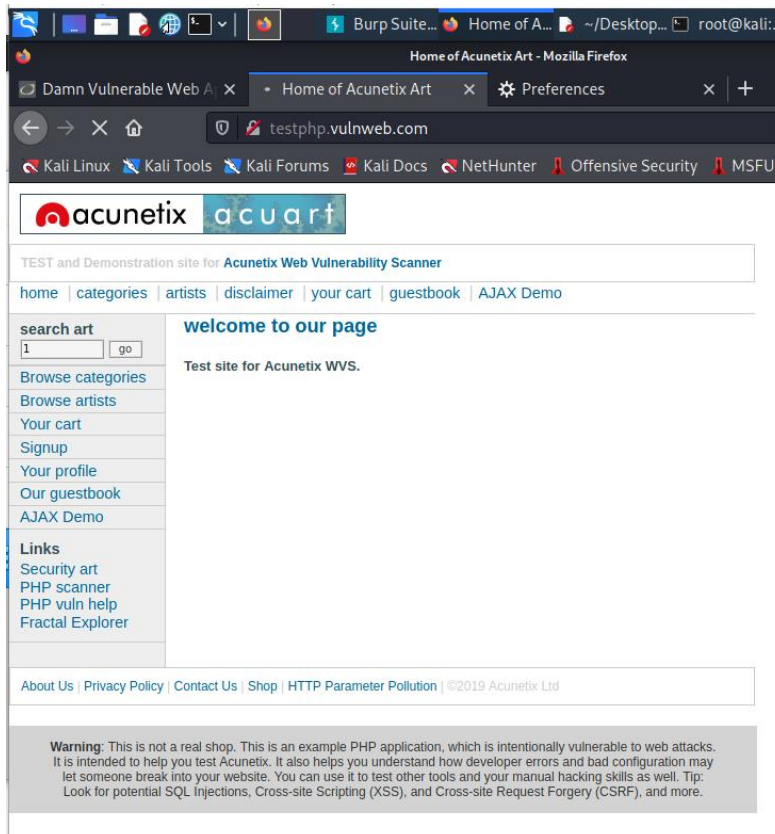 Burp Suite... Home of A... ~/Desktop... root@kali:
Home of Acunetix Art - Mozilla Firefox
Damn Vulnerable Web A Home of Acunetix Art Preferences
testphp.vulnweb.com
Kali Linux Kali Tools Kali Forums Kali Docs NetHunter Offensive Security MSFU
acunetix acuart
TEST and Demonstration site for Acunetix Web Vulnerability Scanner
home | categories | artists | disclaimer | your cart | guestbook | AJAX Demo
search art
1 go
Browse categories
Browse artists
Your cart
Signup
Your profile
Our guestbook
AJAX Demo
Links
Security art
PHP scanner
PHP vuln help
Fractal Explorer
welcome to our page
Test site for Acunetix WVS.
About Us | Privacy Policy | Contact Us | Shop | HTTP Parameter Pollution | ©2019 Acunetix Ltd
Warning: This is not a real shop. This is an example PHP application, which is intentionally vulnerable to web attacks.
It is intended to help you test Acunetix. It also helps you understand how developer errors and bad configuration may
let someone break into your website. You can use it to test other tools and your manual hacking skills as well. Tip:
Look for potential SQL Injections, Cross-site Scripting (XSS), and Cross-site Request Forgery (CSRF), and more.